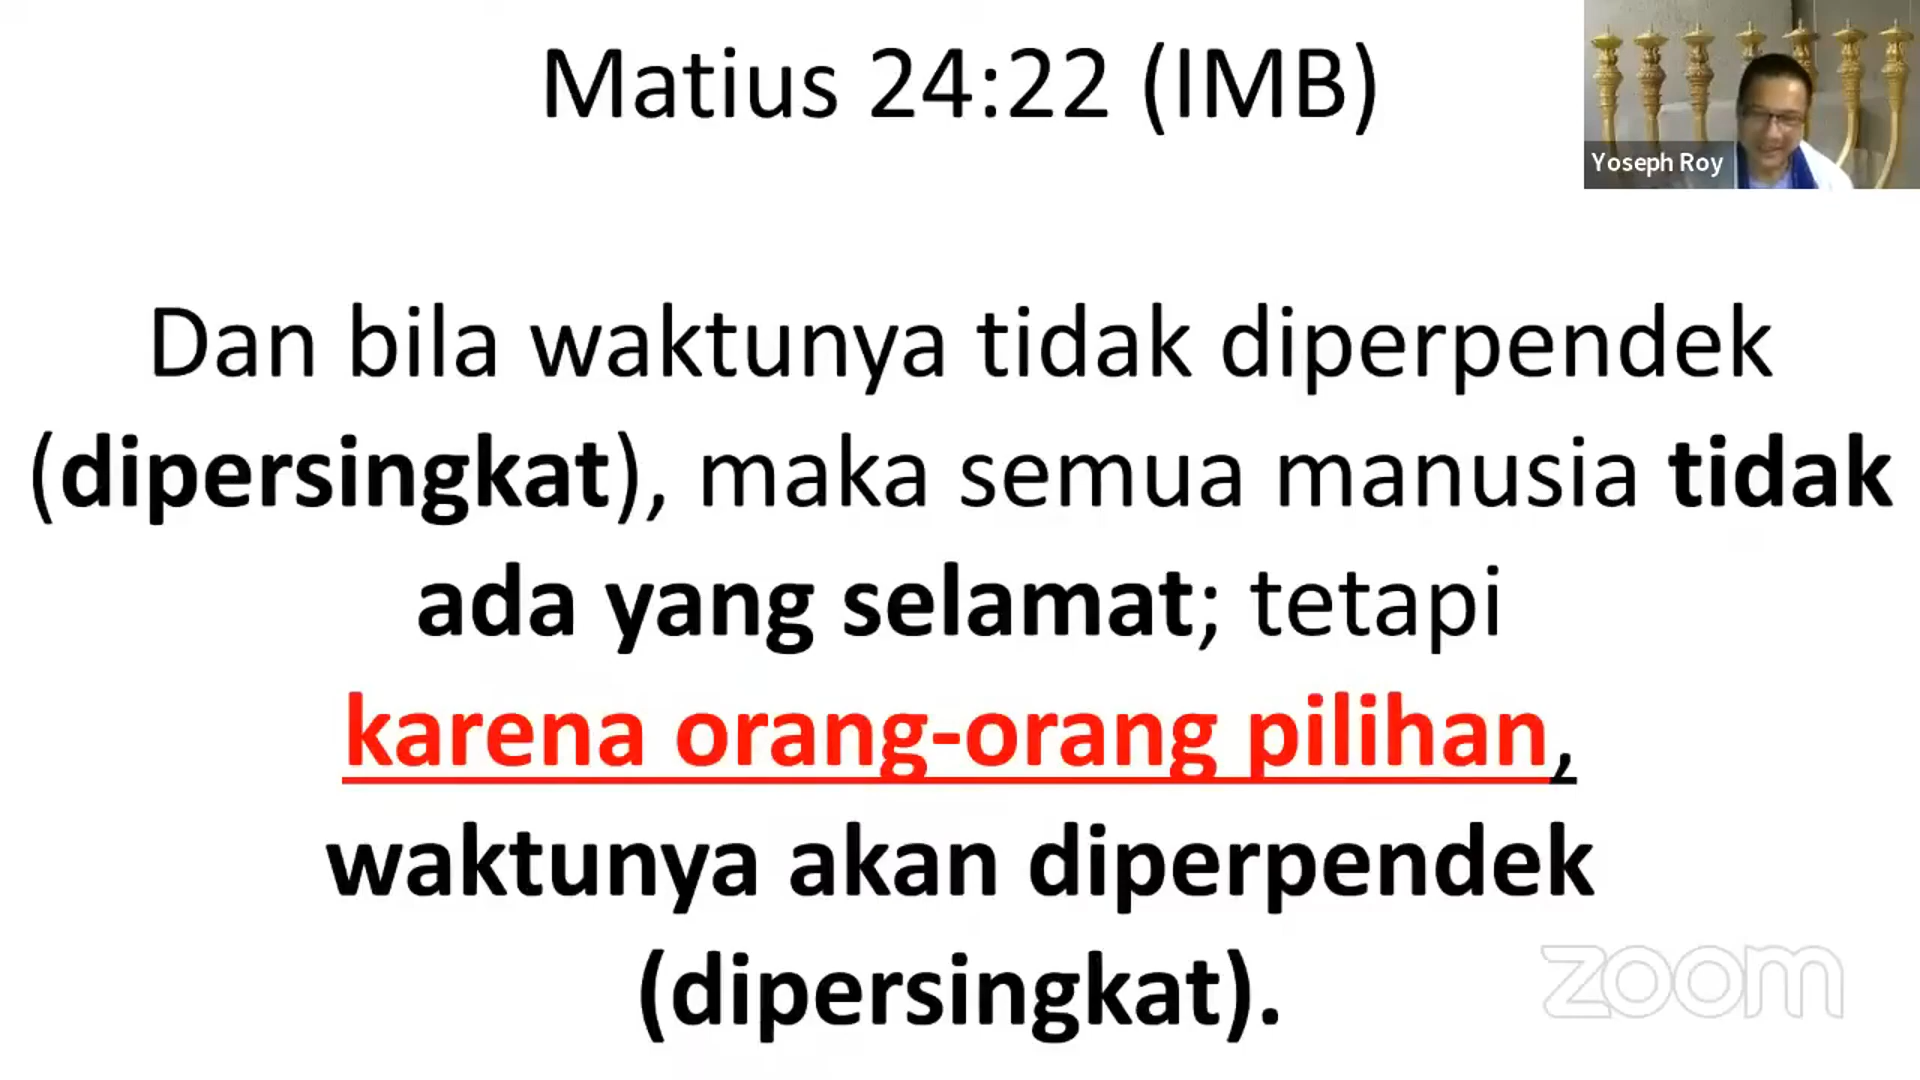 Matius 24:22 (IMB)
Yoseph Roy
Dan bila waktunya tidak diperpendek
(dipersingkat), maka semua manusia tidak
ada yang selamat; tetapi
karena orang-orang pilihan,
waktunya akan diperpendek
(dipersingkat).
zoom